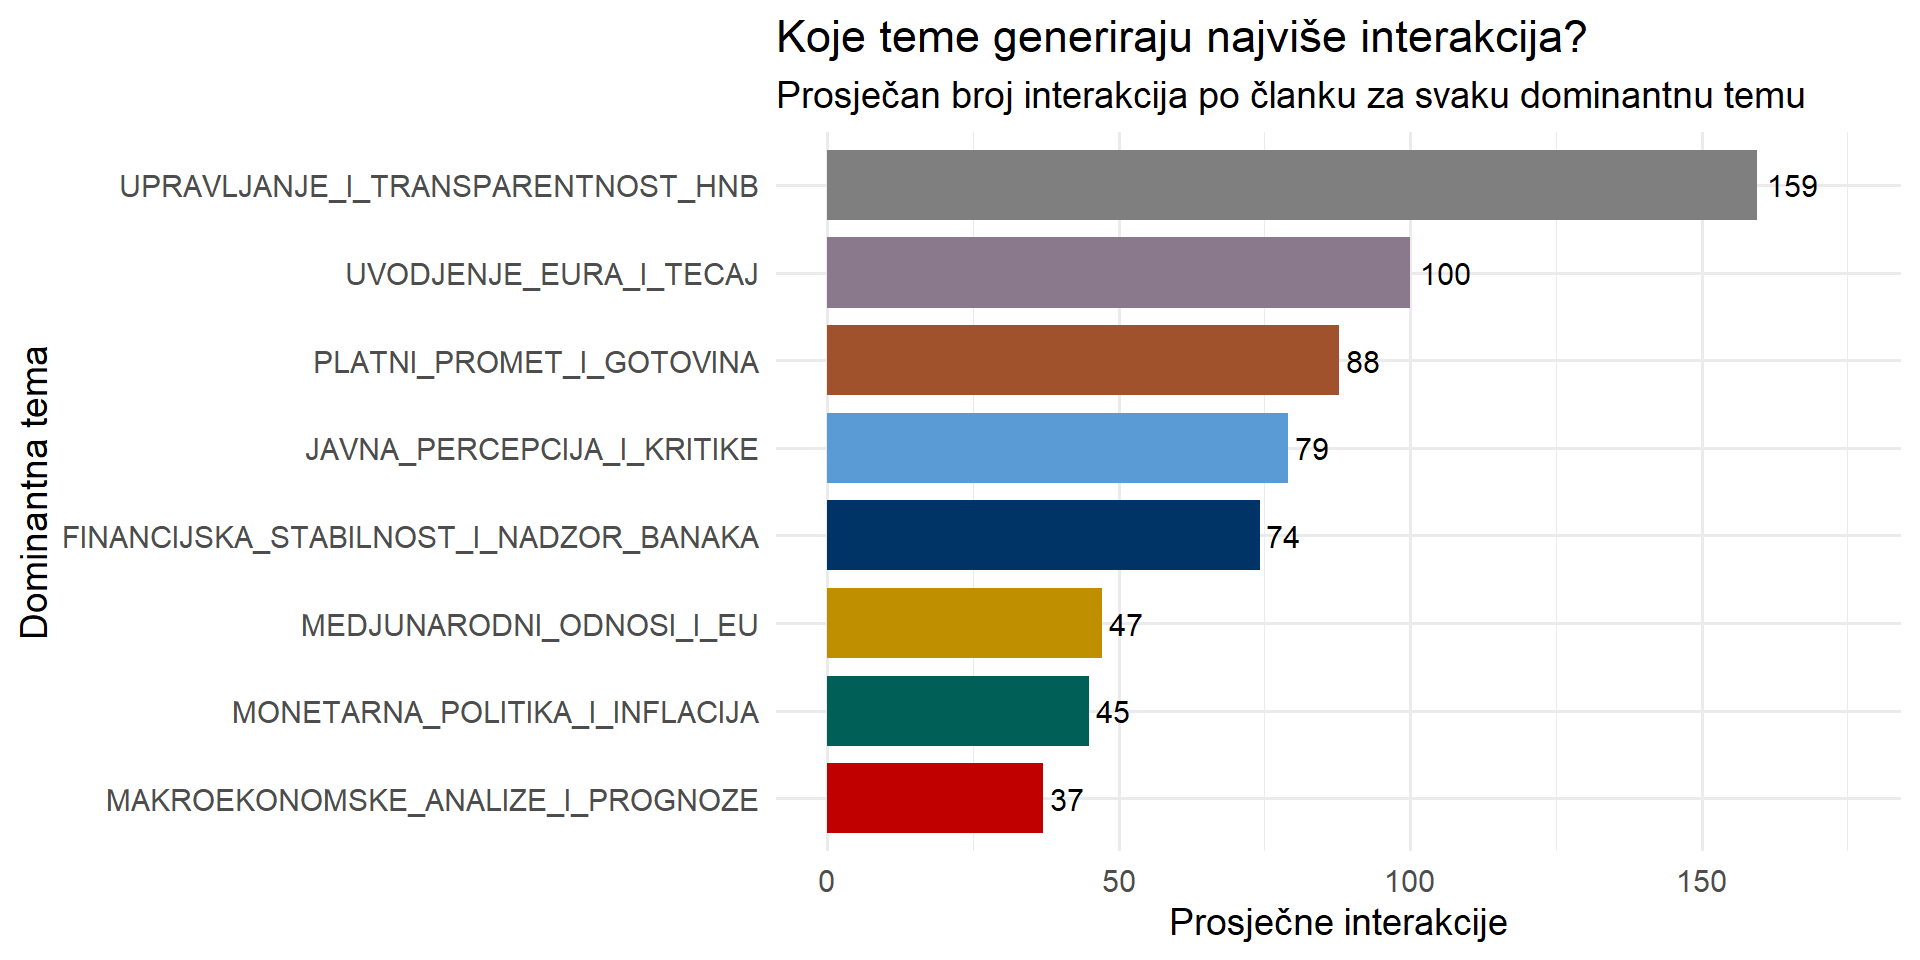 Koje teme generiraju najviše interakcija?
Prosječan broj interakcija po članku za svaku dominantnu temu
Dominantna tema
UPRAVLJANJE_I_TRANSPARENTNOST_HNB 159
UVODJENJE_EURA_I_TECAJ 100
PLATNI_PROMET_I_GOTOVINA 88
JAVNA_PERCEPCIJA_I_KRITIKE 79
FINANCIJSKA_STABILNOST_I_NADZOR_BANAKA 74
MEDJUNARODNI_ODNOSI_I_EU 47
MONETARNA_POLITIKA_I_INFLACIJA 45
MAKROEKONOMSKE_ANALIZE_I_PROGNOZE 37
0 50 100 150
Prosječne interakcije